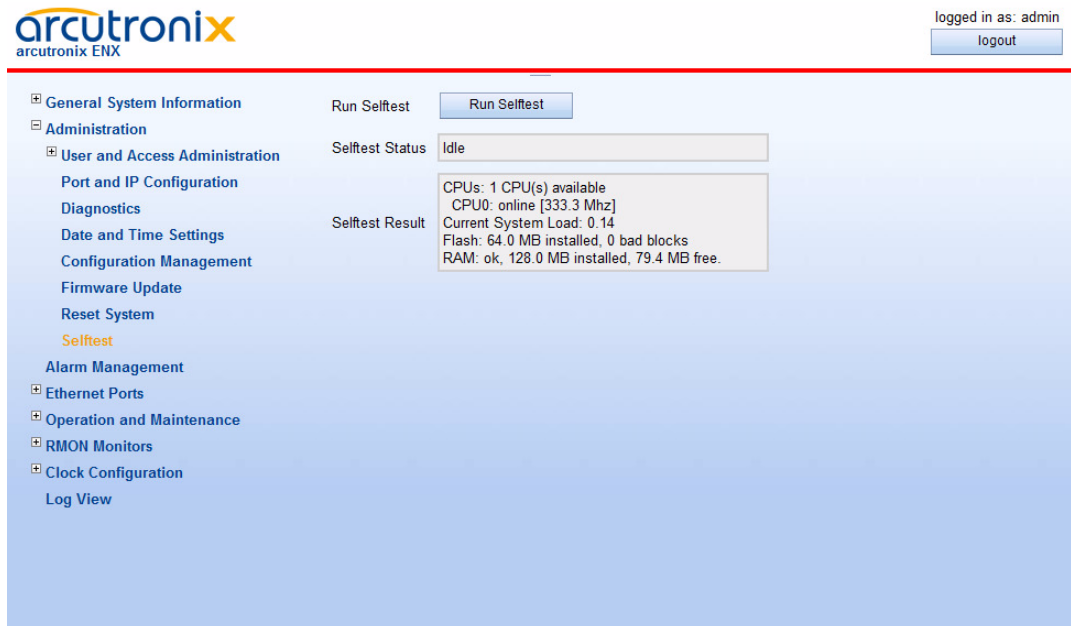 arcutronix
arcutronix ENX
logged in as: admin
logout
General System Information
Administration
User and Access Administration
Port and IP Configuration
Diagnostics
Date and Time Settings
Configuration Management
Firmware Update
Reset System
Selftest
Alarm Management
Ethernet Ports
Operation and Maintenance
RMON Monitors
Clock Configuration
Log View
Run Selftest Run Selftest
Selftest Status Idle
Selftest Result
CPUs: 1 CPU(s) available
CPU0: online [333.3 Mhz]
Current System Load: 0.14
Flash: 64.0 MB installed, 0 bad blocks
RAM: ok, 128.0 MB installed, 79.4 MB free.